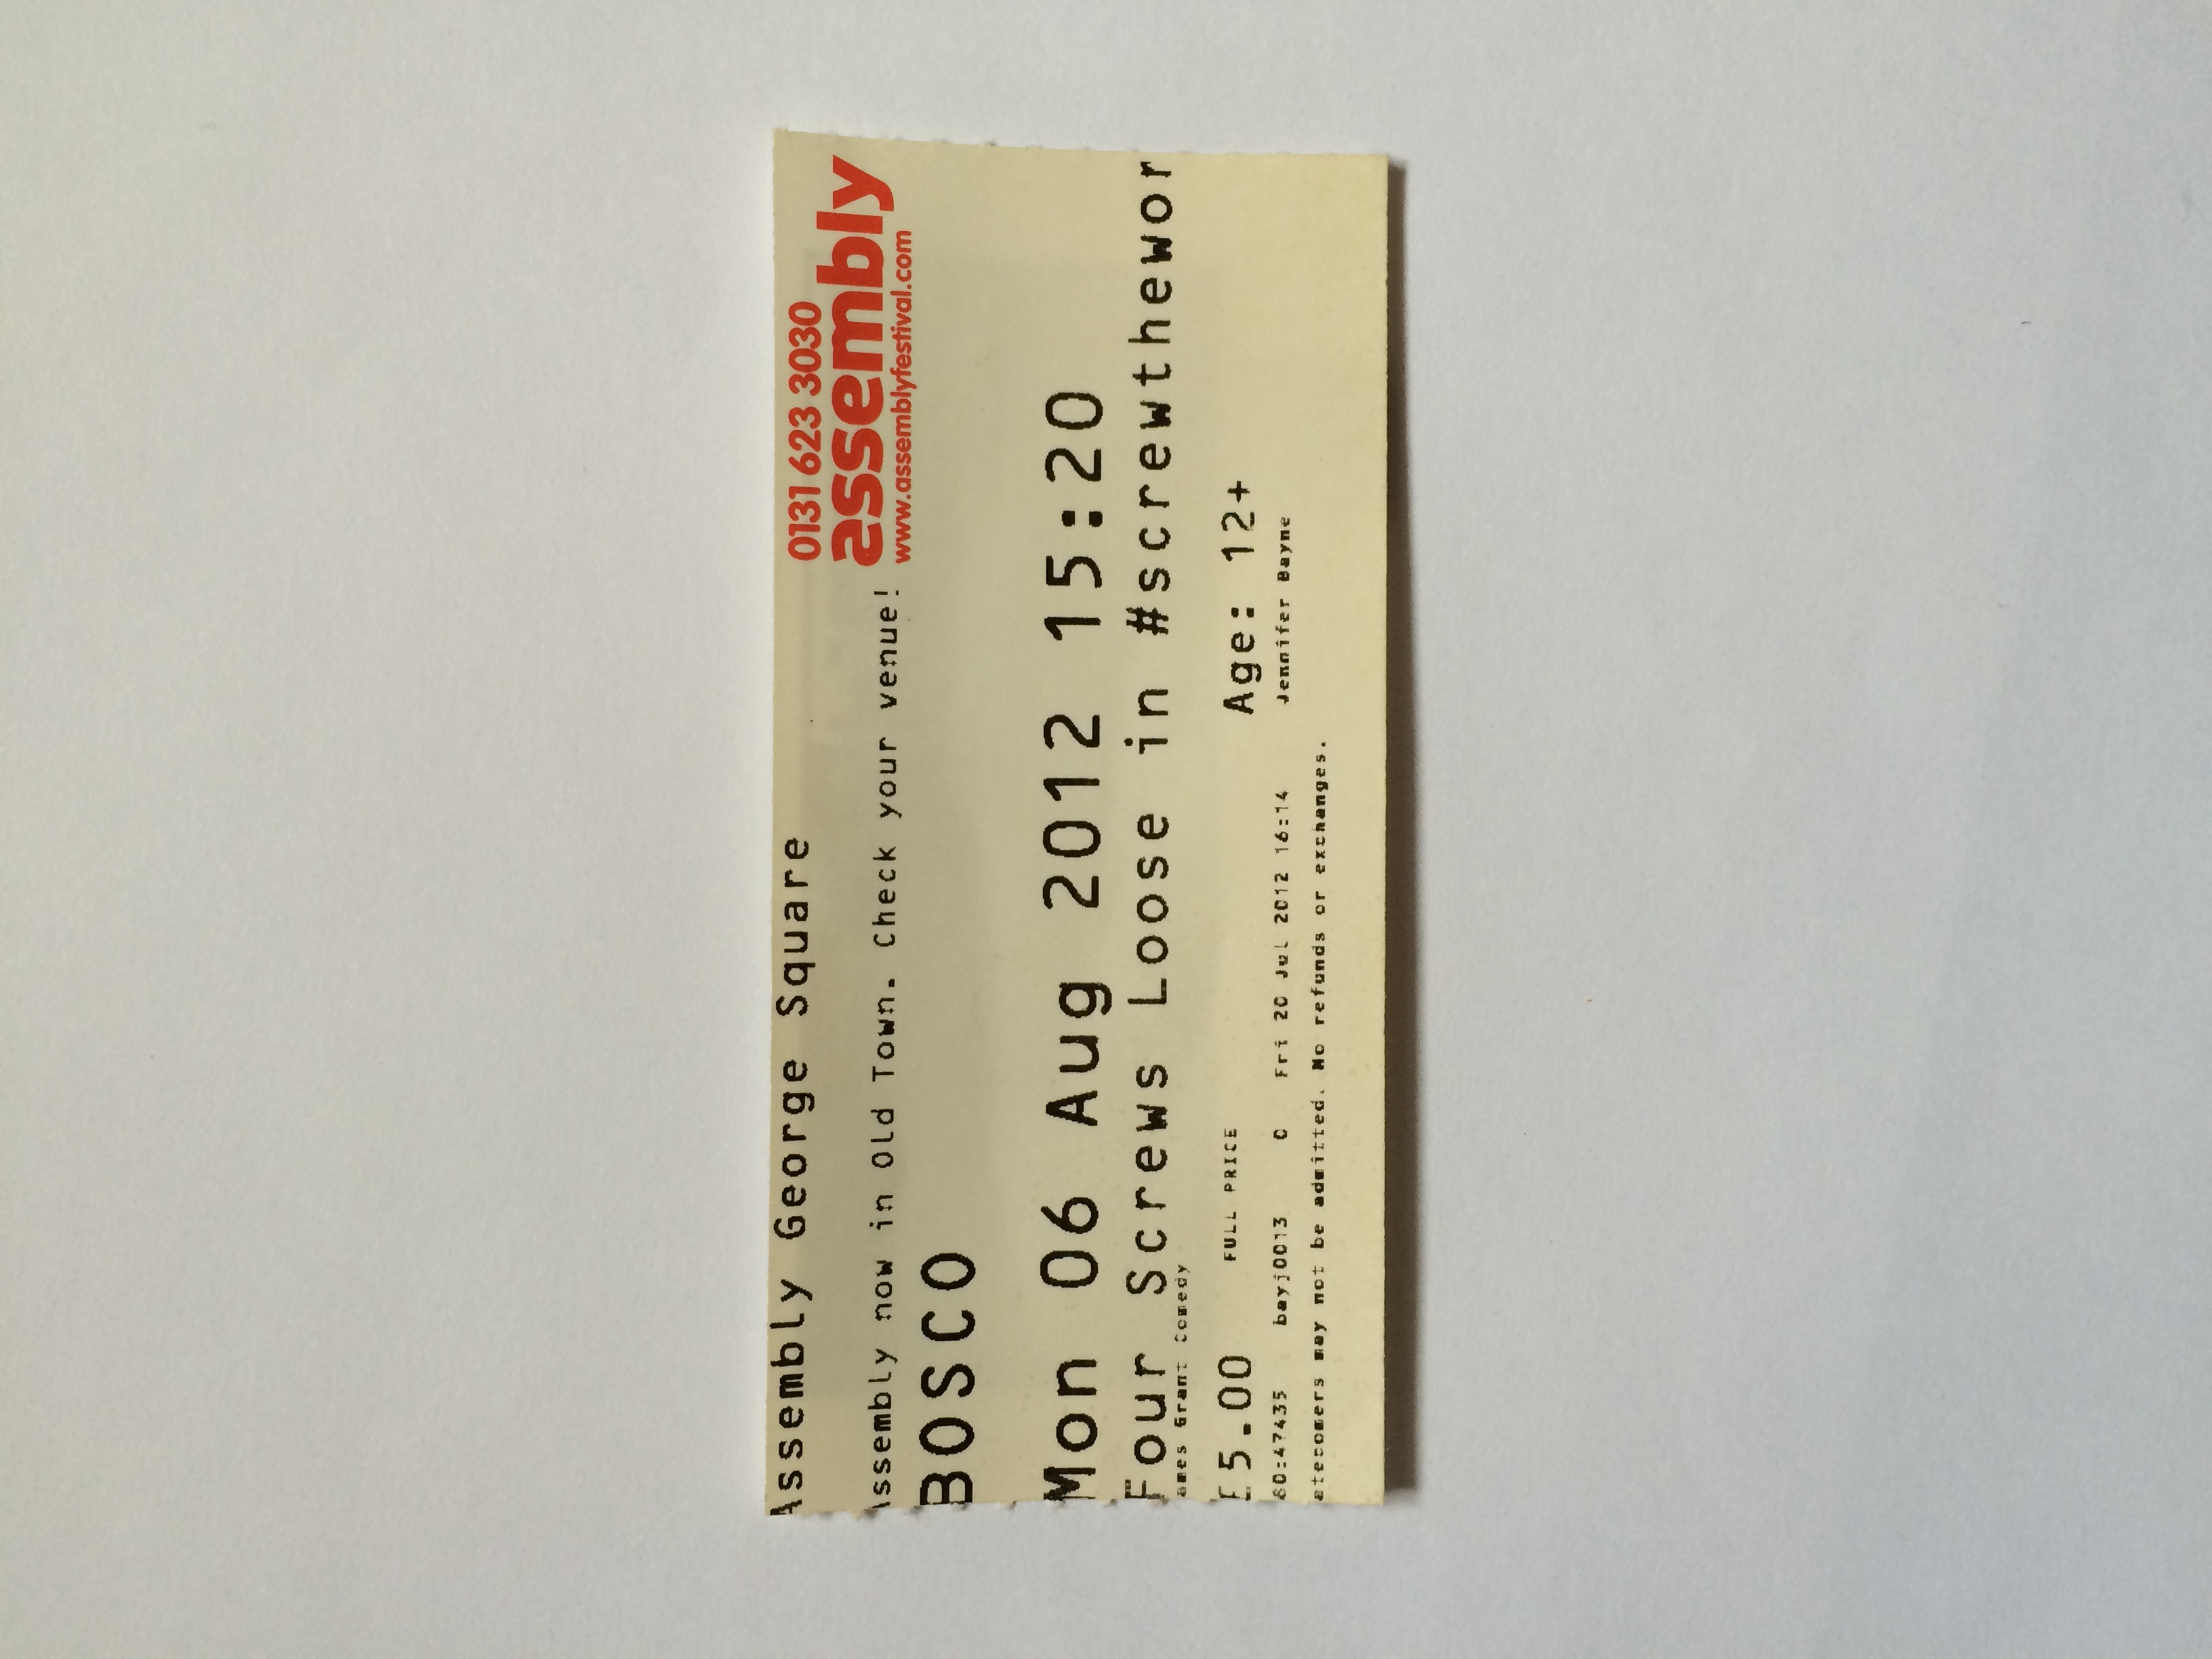 Assembly George Square
0131 623 3030
assembly
www.assemblyfestival.com
Assembly now in Old Town. Check your venue!
BOSCO
Mon 06 Aug 2012 15:20
Four Screws Loose in #screwthewor
ames Grant Comedy
£5.00 FULL PRICE Age: 12+
60:47435 bayj0013 0 Fri 20 Jul 2012 16:14 Jennifer Bayne
atecomers may not be admitted. No refunds or exchanges.